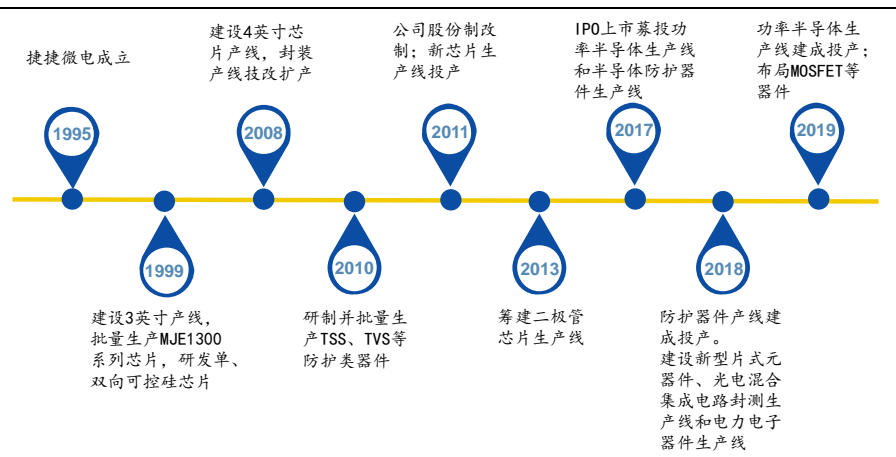 捷捷微电成立
1995
建设4英寸芯
片产线，封装
产线技改扩产
2008
公司股份制改
制；新芯片生
产线投产
2011
IPO上市募投功
率半导体生产线
和半导体防护器
件生产线
2017
功率半导体生
产线建成投产；
布局MOSFET等
器件
2019
1999
建设3英寸产线，
批量生产MJE1300
系列芯片，研发单、
双向可控硅芯片
2010
研制并批量生
产TSS、TVS等
防护类器件
2013
筹建二极管
芯片生产线
2018
防护器件产线建
成投产。
建设新型片式元
器件、光电混合
集成电路封测生
产线和电力电子
器件生产线